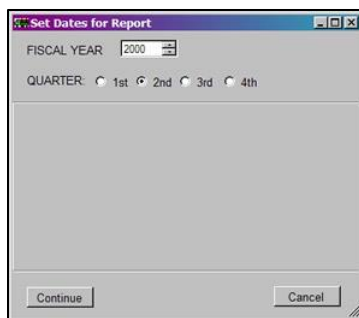 Set Dates for Report
FISCAL YEAR 2000
QUARTER: 1st 2nd 3rd 4th
Continue Cancel